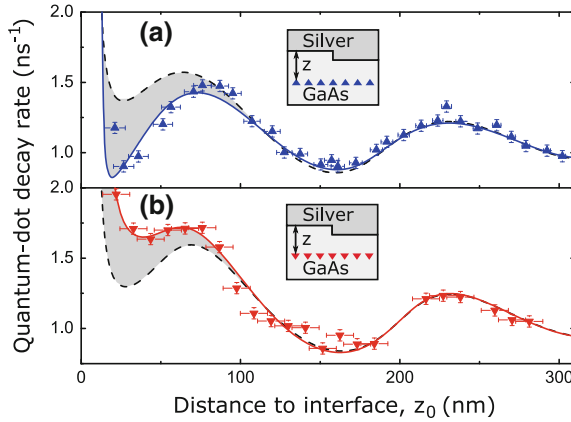 2.0
(a)
Silver
z
GaAs
1.5
1.0
2.0
(b)
Silver
z
GaAs
1.5
1.0
0
100
200
300
Quantum-dot decay rate (ns⁻¹)
Distance to interface, z₀ (nm)